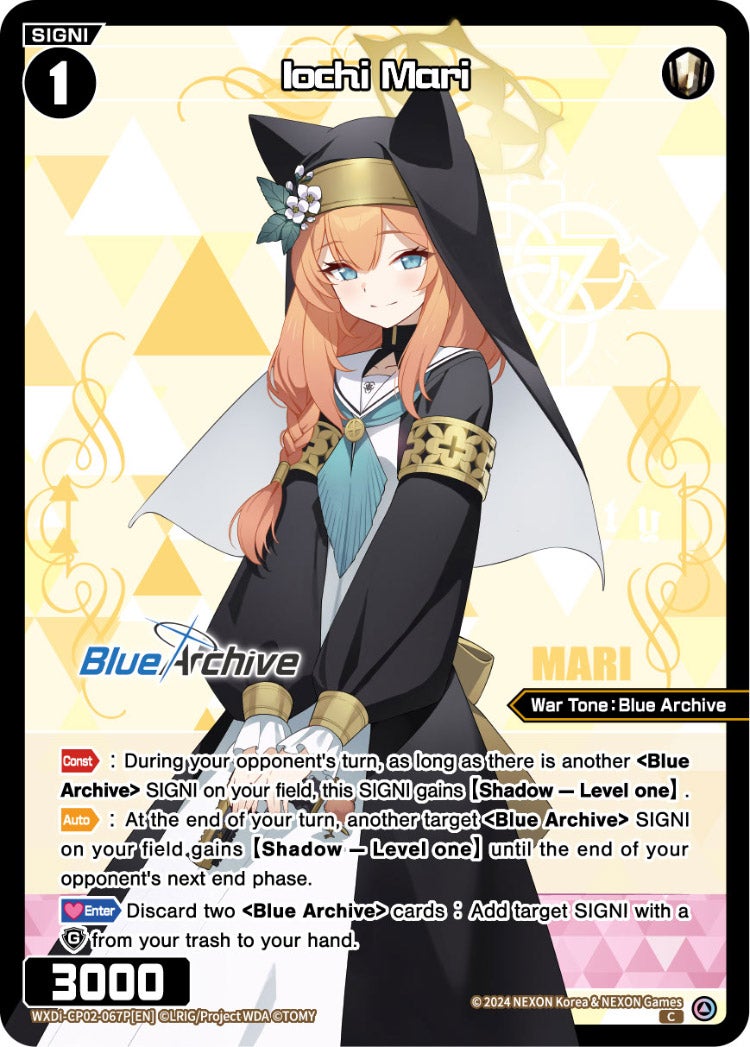 SIGNI
1
Iochi Mari
Blue Archive
MARI
War Tone:Blue Archive
Const : During your opponent's turn, as long as there is another <Blue
Archive> SIGNI on your field, this SIGNI gains【Shadow — Level one】.
Auto : At the end of your turn, another target <Blue Archive> SIGNI
on your field gains【Shadow — Level one】until the end of your
opponent's next end phase.
Enter Discard two <Blue Archive> cards : Add target SIGNI with a
G from your trash to your hand.
3000
©2024 NEXON Korea & NEXON Games
WXDi-CP02-067P[EN] ©LRIG/Project WDA ©TOMY
C